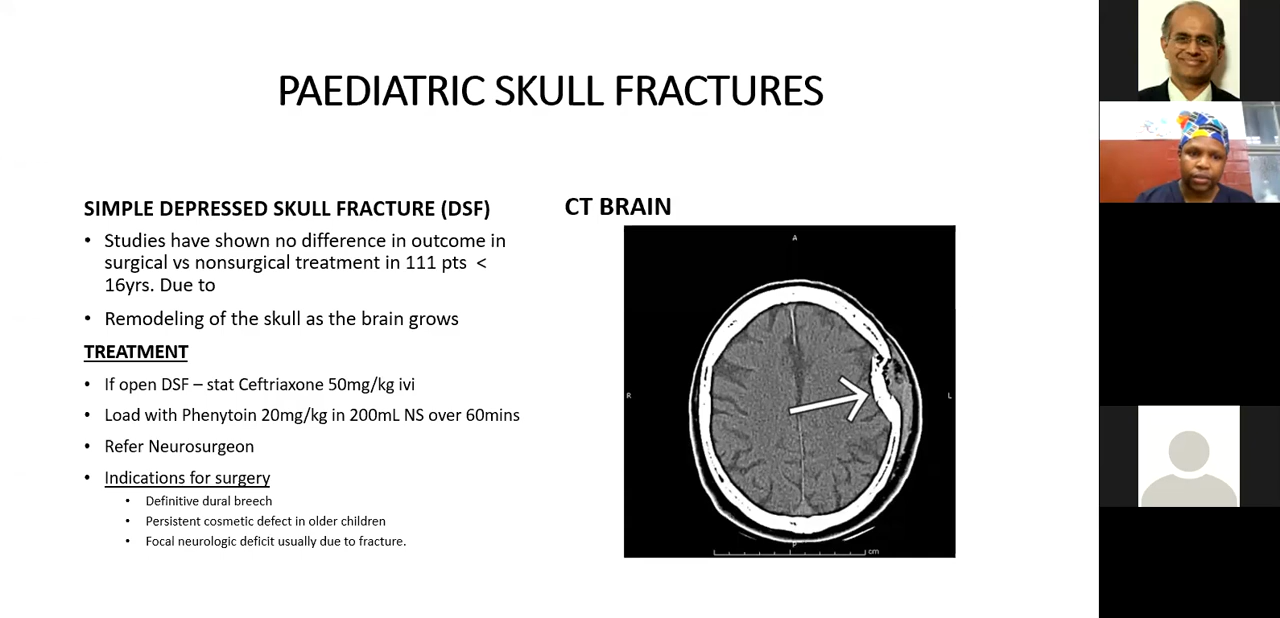 PAEDIATRIC SKULL FRACTURES
SIMPLE DEPRESSED SKULL FRACTURE (DSF)
• Studies have shown no difference in outcome in
surgical vs nonsurgical treatment in 111 pts <
16yrs. Due to
• Remodeling of the skull as the brain grows
TREATMENT
• If open DSF – stat Ceftriaxone 50mg/kg ivi
• Load with Phenytoin 20mg/kg in 200mL NS over 60mins
• Refer Neurosurgeon
• Indications for surgery
• Definitive dural breech
• Persistent cosmetic defect in older children
• Focal neurologic deficit usually due to fracture.
CT BRAIN
A
R
L
P
cm